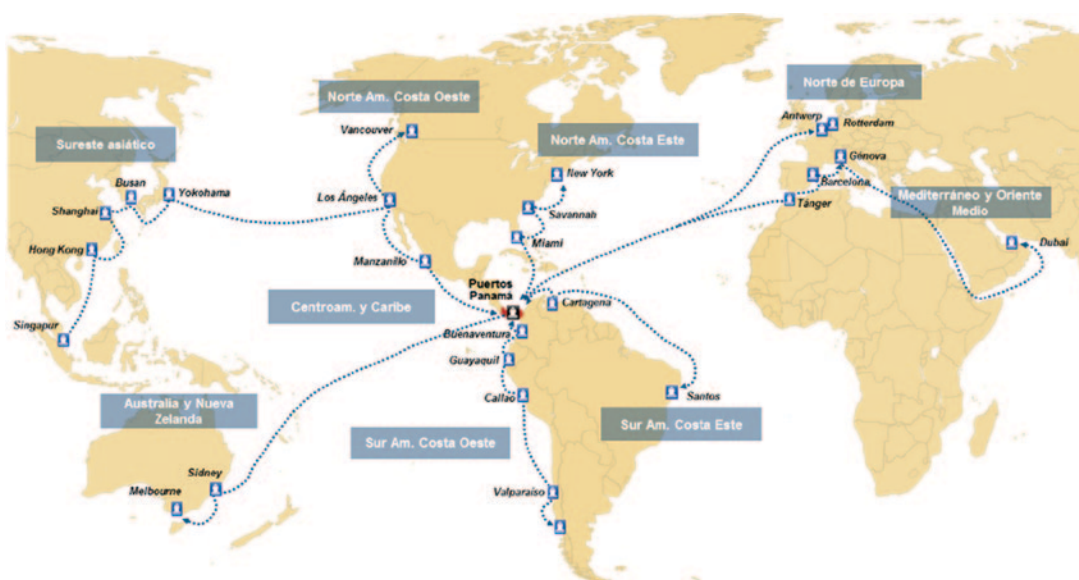 Norte de Europa
Norte Am. Costa Oeste
Antwerp
Rotterdam
Vancouver
Norte Am. Costa Este
Sureste asiático
Génova
New York
Busan
Yokohama
Barcelona
Los Ángeles
Tánger
Mediterráneo y Oriente
Medio
Shanghai
Savannah
Hong Kong
Miami
Dubai
Manzanillo
Puertos
Panamá
Centroam. y Caribe
Cartagena
Singapur
Buenaventura
Guayaquil
Callao
Santos
Australia y Nueva
Zelanda
Sur Am. Costa Este
Sur Am. Costa Oeste
Sídney
Melbourne
Valparaíso